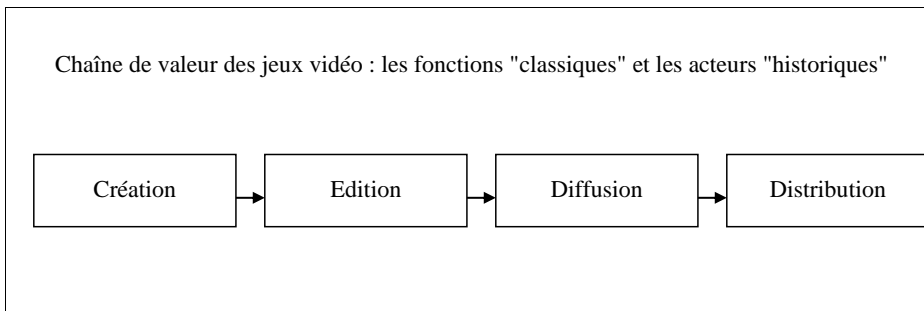 Chaîne de valeur des jeux vidéo : les fonctions "classiques" et les acteurs "historiques"
Création
Edition
Diffusion
Distribution